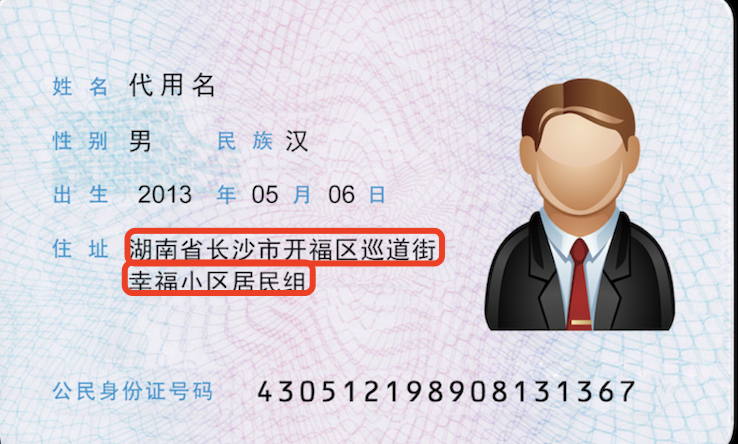 姓名 代用名
性别 男 民族 汉
出生 2013 年 05 月 06 日
住址 湖南省长沙市开福区巡道街
幸福小区居民组
公民身份证号码 430512198908131367